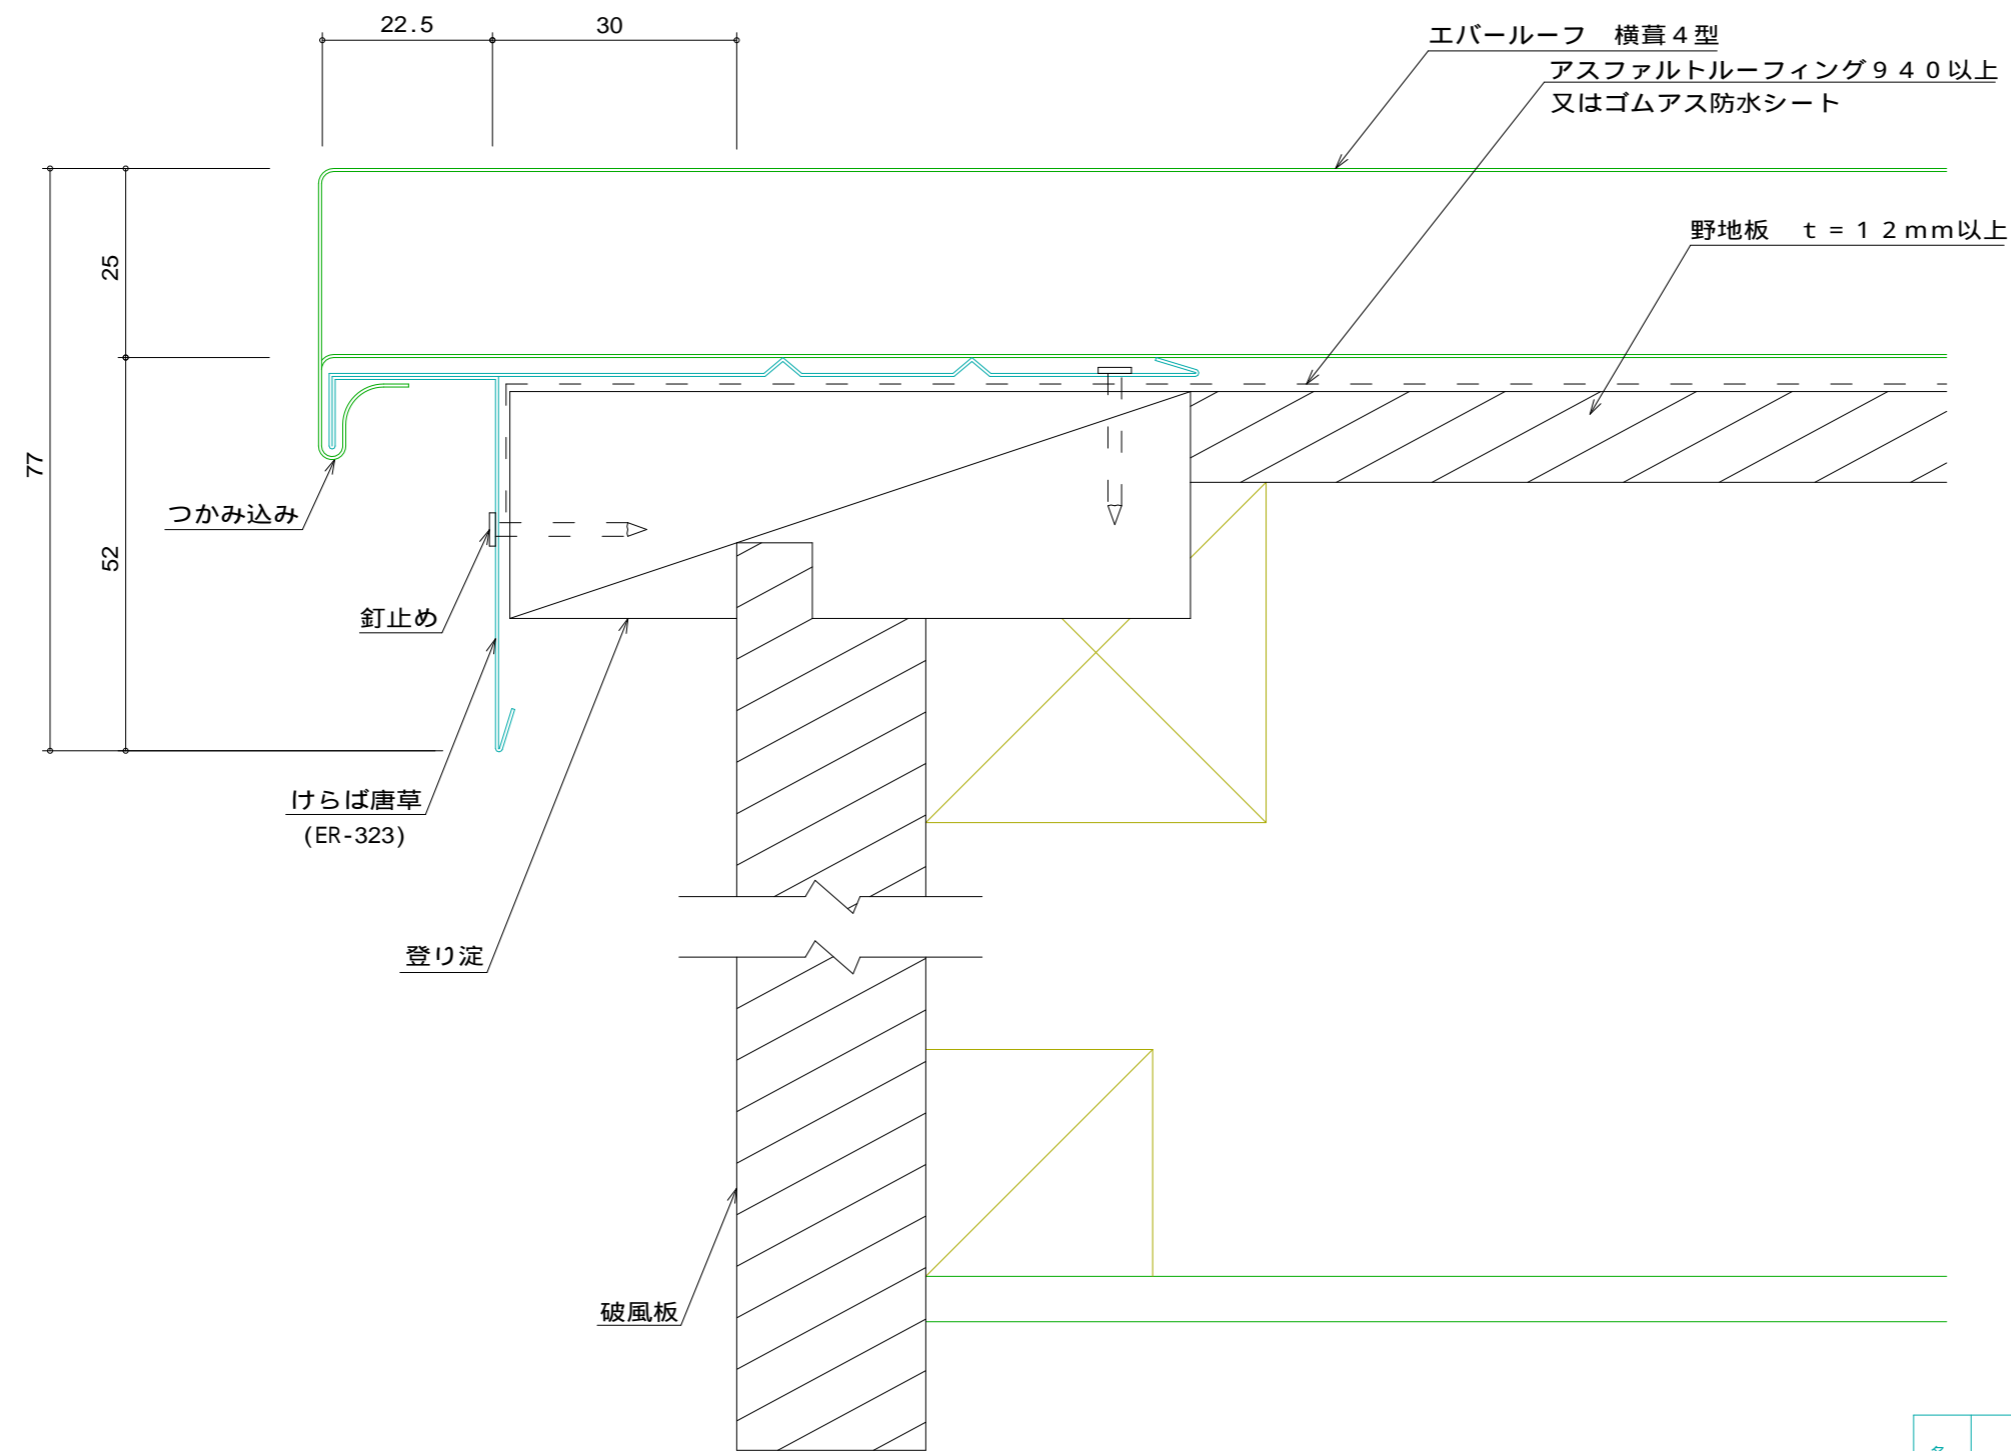 22.5
30
エバールーフ　横葺４型
アスファルトルーフィング９４０以上
又はゴムアス防水シート
野地板　ｔ＝１２mm以上
25
77
つかみ込み
52
釘止め
けらば唐草
(ER-323)
登り淀
破風板